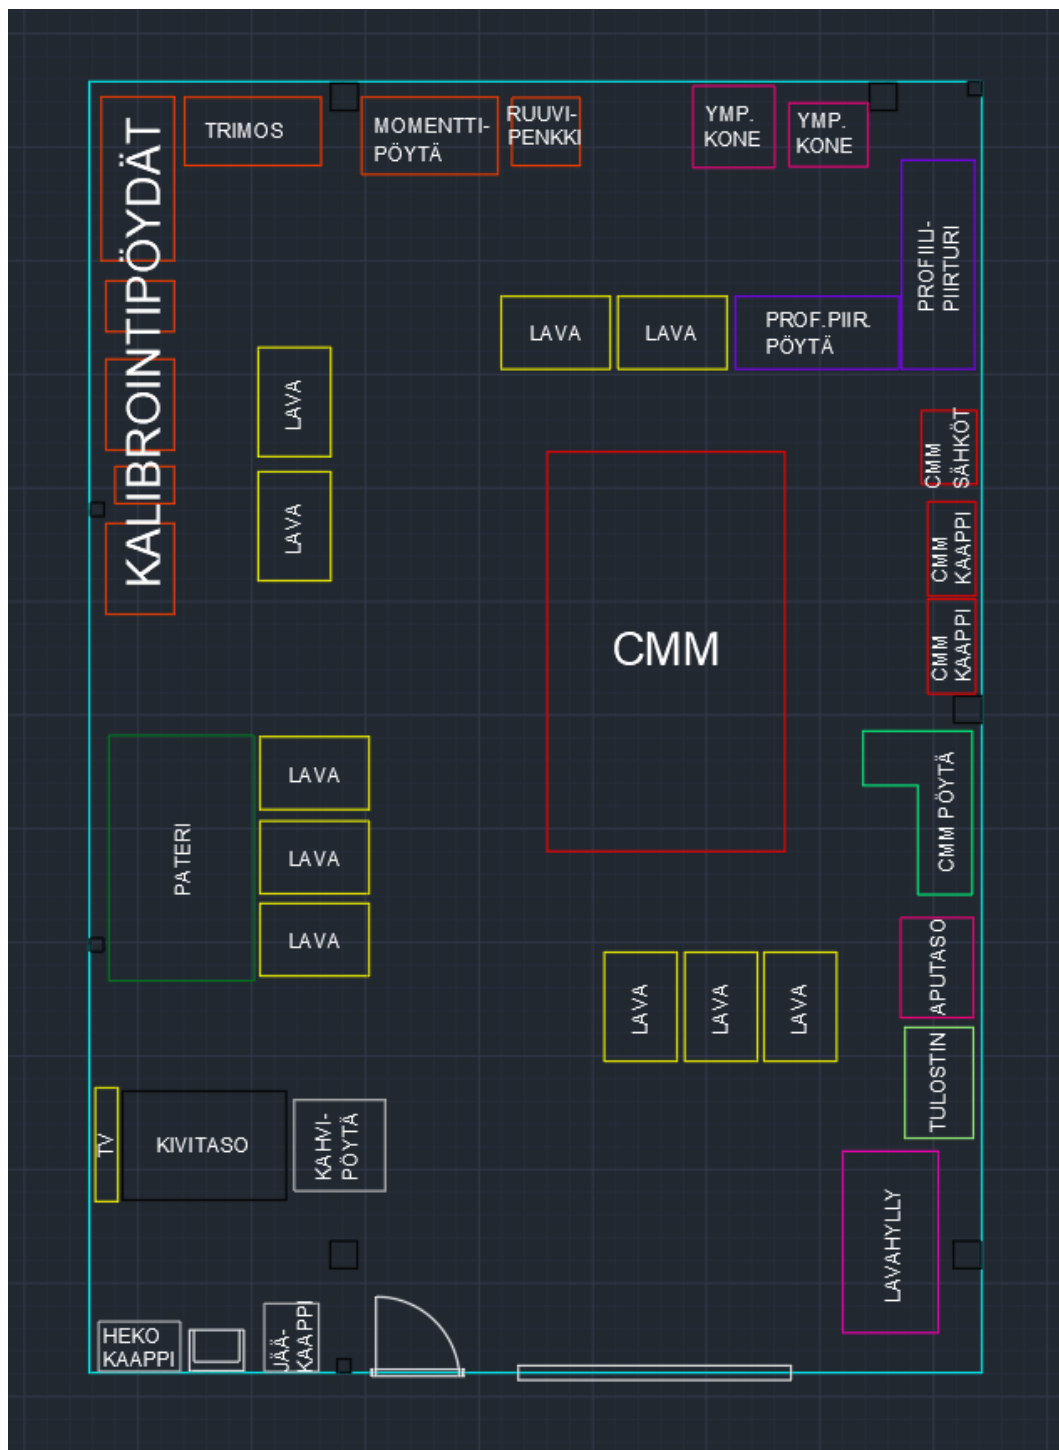 KALIBROINTIPÖYDÄT
TRIMOS
MOMENTTI-
PÖYTÄ
RUUVI-
PENKKI
YMP.
KONE
YMP.
KONE
PROFIILI-
PIIRTURI
LAVA
LAVA
PROF.PIIR.
PÖYTÄ
LAVA
LAVA
CMM
SÄHKÖT
CMM
KAAPPI
CMM
KAAPPI
CMM
PATERI
LAVA
LAVA
LAVA
CMM PÖYTÄ
APUTASO
LAVA
LAVA
LAVA
TULOSTIN
TV
KIVITASO
KAHVI-
PÖYTÄ
LAVAHYLLY
HEKO
KAAPPI
JÄÄ-
KAAPPI